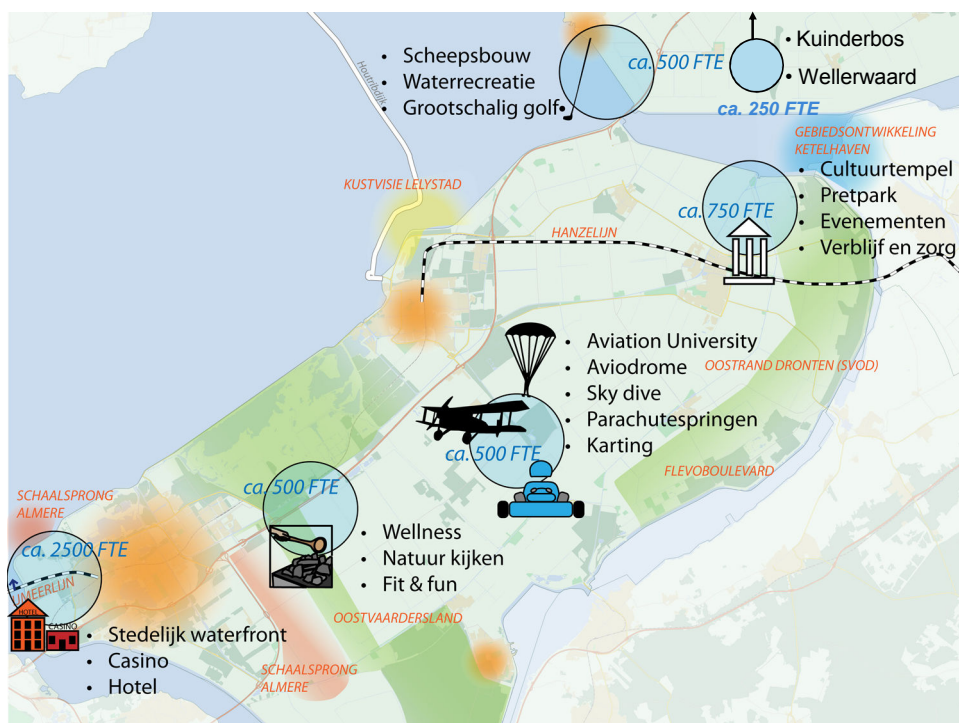 • Scheepsbouw
• Waterrecreatie
• Grootschalig golf
ca. 500 FTE
• Kuinderbos
• Wellerwaard
ca. 250 FTE
Houtribdijk
GEBIEDSONTWIKKELING
KETELHAVEN
• Cultuurtempel
• Pretpark
• Evenementen
• Verblijf en zorg
ca. 750 FTE
KUSTVISIE LELYSTAD
HANZELIJN
• Aviation University
• Aviodrome
• Sky dive
• Parachutespringen
• Karting
OOSTRAND DRONTEN (SVOD)
ca. 500 FTE
FLEVOBOULEVARD
ca. 500 FTE
• Wellness
• Natuur kijken
• Fit & fun
SCHAALSPRONG
ALMERE
ca. 2500 FTE
IJMEERLIJN
HOTEL
CASINO
• Stedelijk waterfront
• Casino
• Hotel
OOSTVAARDERSLAND
SCHAALSPRONG
ALMERE